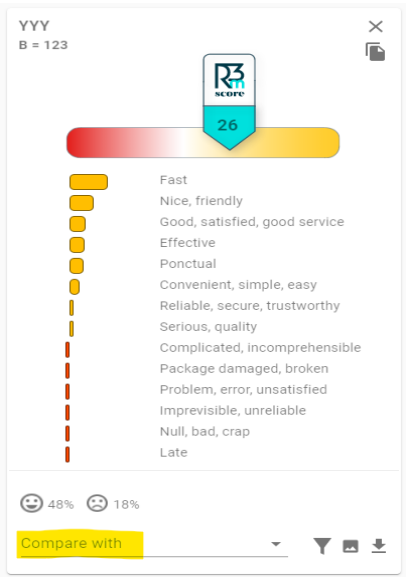 YYY
B = 123
R3m
score
26
Fast
Nice, friendly
Good, satisfied, good service
Effective
Ponctual
Convenient, simple, easy
Reliable, secure, trustworthy
Serious, quality
Complicated, incomprehensible
Package damaged, broken
Problem, error, unsatisfied
Imprevisible, unreliable
Null, bad, crap
Late
48% 18%
Compare with